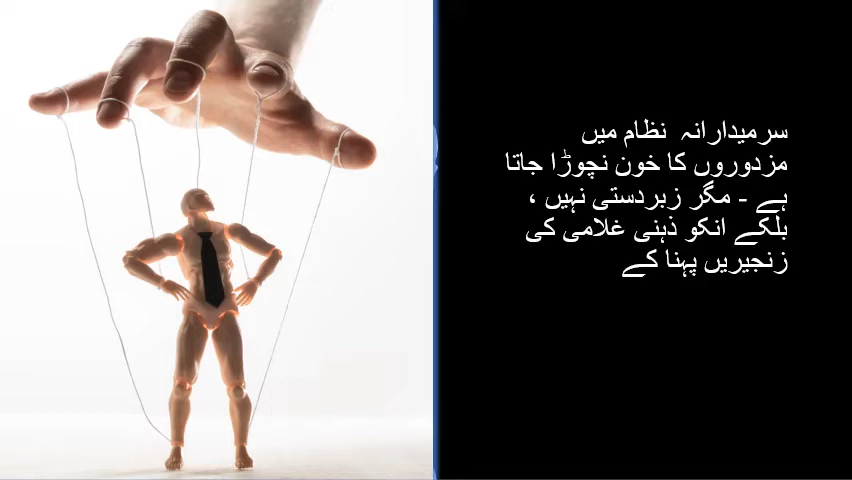 سرمیدارانہ نظام میں
مزدوروں کا خون نچوڑا جاتا
ہے ۔ مگر زبردستی نہیں ،
بلکے انکو ذہنی غلامی کی
زنجیریں پہنا کے